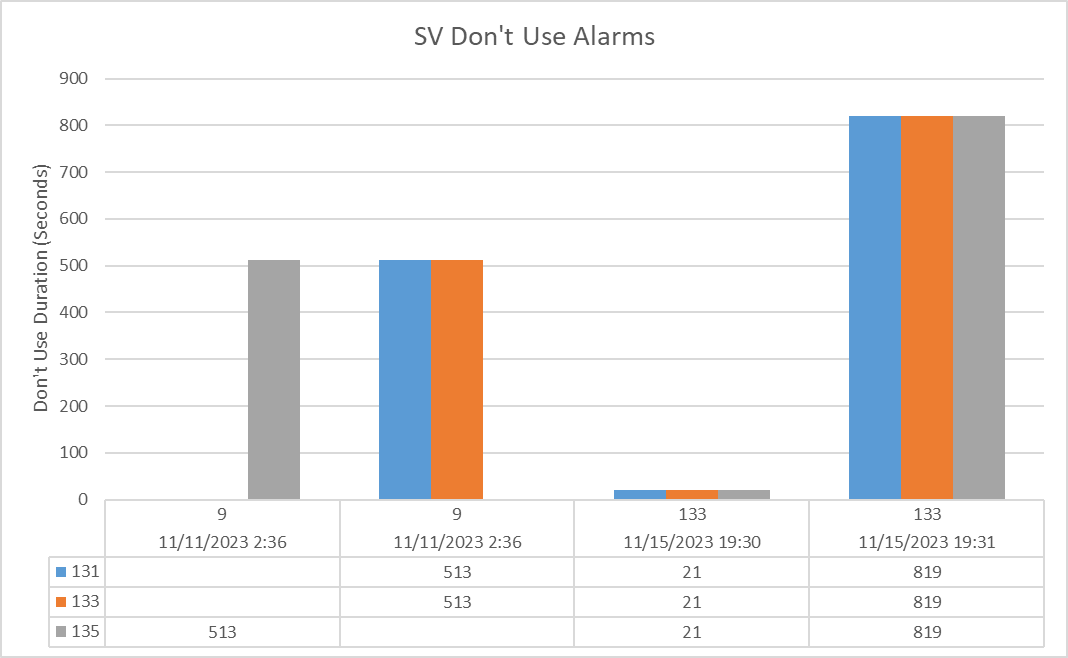 SV Don't Use Alarms
Don't Use Duration (Seconds)
900
800
700
600
500
400
300
200
100
0
9 9 133 133
11/11/2023 2:36 11/11/2023 2:36 11/15/2023 19:30 11/15/2023 19:31
131 513 21 819
133 513 21 819
135 513 21 819